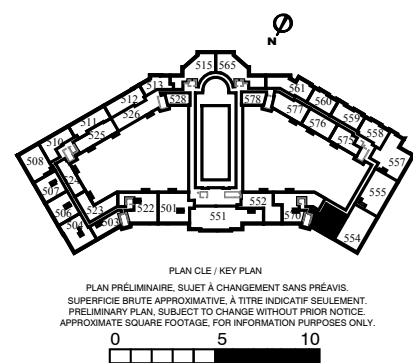 N
515 565
513 561
512 528 578 560
511 526 577 559
510 525 576 558
508 575 557
507 524 555
506 523 522 501 552 570
504 503 551 554
PLAN CLE / KEY PLAN
PLAN PRÉLIMINAIRE, SUJET À CHANGEMENT SANS PRÉAVIS.
SUPERFICIE BRUTE APPROXIMATIVE, À TITRE INDICATIF SEULEMENT.
PRELIMINARY PLAN, SUBJECT TO CHANGE WITHOUT PRIOR NOTICE.
APPROXIMATE SQUARE FOOTAGE, FOR INFORMATION PURPOSES ONLY.
0 5 10